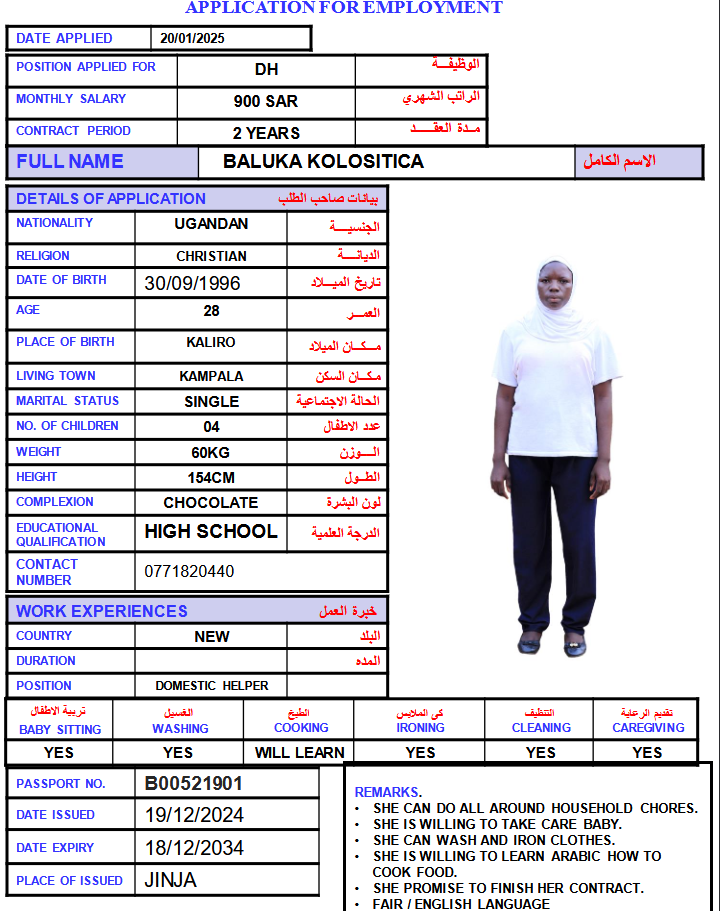 APPLICATION FOR EMPLOYMENT
DATE APPLIED 20/01/2025
POSITION APPLIED FOR DH الوظيفـــة
MONTHLY SALARY 900 SAR الراتب الشهري
CONTRACT PERIOD 2 YEARS مـدة العقـــد
FULL NAME BALUKA KOLOSITICA الاسم الكامل
DETAILS OF APPLICATION بيانات صاحب الطلب
NATIONALITY UGANDAN الجنسيـــة
RELIGION CHRISTIAN الديانـــة
DATE OF BIRTH 30/09/1996 تاريخ الميـــلاد
AGE 28 العمـــر
PLACE OF BIRTH KALIRO مـكـــان الميلاد
LIVING TOWN KAMPALA مكـان السكن
MARITAL STATUS SINGLE الحالة الاجتماعية
NO. OF CHILDREN 04 عدد الاطفال
WEIGHT 60KG الـــوزن
HEIGHT 154CM الطــول
COMPLEXION CHOCOLATE لون البشرة
EDUCATIONAL QUALIFICATION HIGH SCHOOL الدرجة العلمية
CONTACT NUMBER 0771820440
WORK EXPERIENCES خبرة العمل
COUNTRY NEW البلد
DURATION المده
POSITION DOMESTIC HELPER
تربية الاطفال الغسيل الطبخ كى الملابس التنظيف تقديم الرعاية
BABY SITTING WASHING COOKING IRONING CLEANING CAREGIVING
YES YES WILL LEARN YES YES YES
PASSPORT NO. B00521901
DATE ISSUED 19/12/2024
DATE EXPIRY 18/12/2034
PLACE OF ISSUED JINJA
REMARKS.
• SHE CAN DO ALL AROUND HOUSEHOLD CHORES.
• SHE IS WILLING TO TAKE CARE BABY.
• SHE CAN WASH AND IRON CLOTHES.
• SHE IS WILLING TO LEARN ARABIC HOW TO
COOK FOOD.
• SHE PROMISE TO FINISH HER CONTRACT.
• FAIR / ENGLISH LANGUAGE